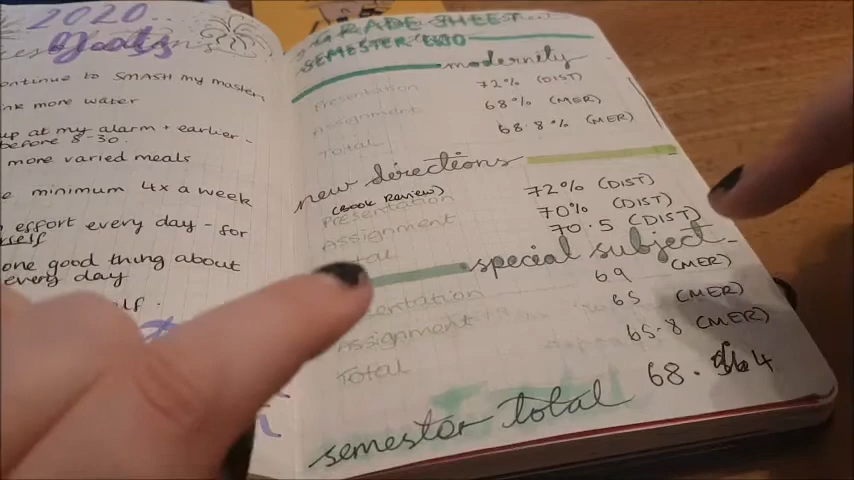 2020
goals
continue to SMASH my masters
more water
up at my alarm + earlier -
before 8-30.
more varied meals
minimum 4x a week
effort every day - for
one good thing about
every day
GRADE SHEET
SEMESTER TWO
modernity
Presentation 72% (DIST)
Assignment 68% (MER)
Total 68.8% (MER)
new directions
(BOOK REVIEW)
Presentation 72% (DIST)
Assignment 70% (DIST)
70.5 (DIST)
special subject
69 (MER)
Assignment 65 (MER)
Total 65.8 (MER)
semester total 68.